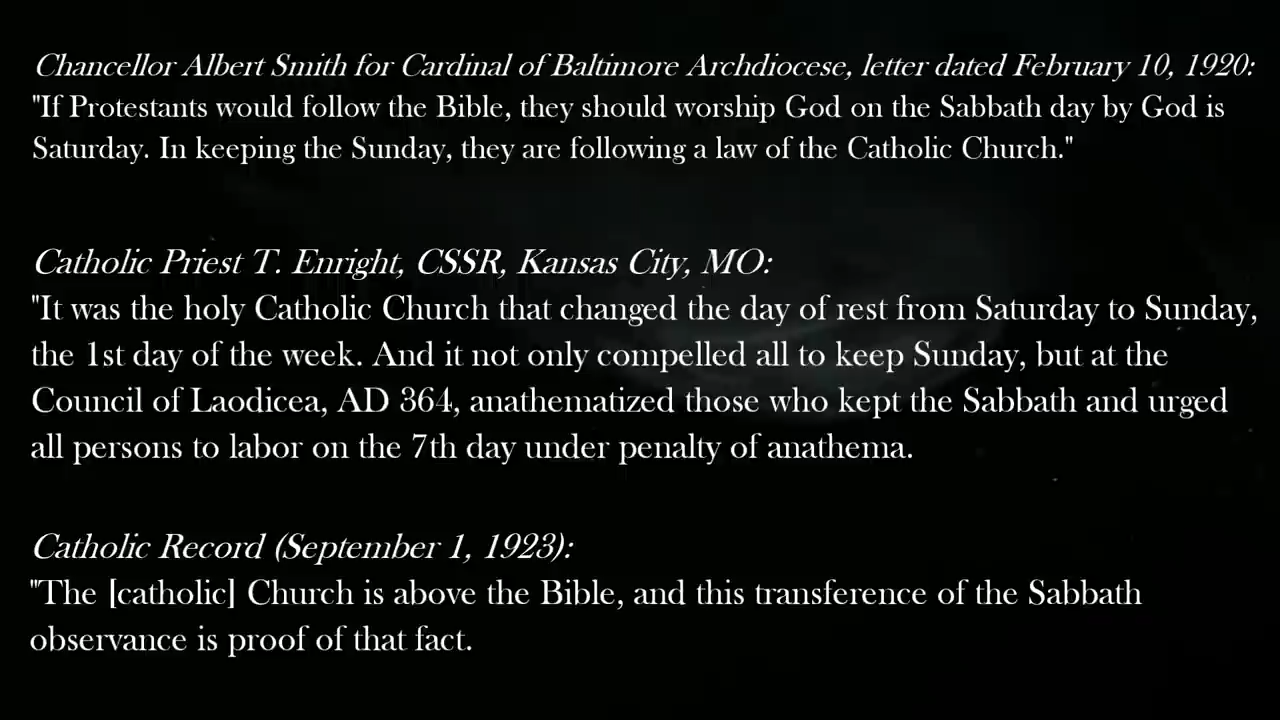 Chancellor Albert Smith for Cardinal of Baltimore Archdiocese, letter dated February 10, 1920:
"If Protestants would follow the Bible, they should worship God on the Sabbath day by God is
Saturday. In keeping the Sunday, they are following a law of the Catholic Church."
Catholic Priest T. Enright, CSSR, Kansas City, MO:
"It was the holy Catholic Church that changed the day of rest from Saturday to Sunday,
the 1st day of the week. And it not only compelled all to keep Sunday, but at the
Council of Laodicea, AD 364, anathematized those who kept the Sabbath and urged
all persons to labor on the 7th day under penalty of anathema.
Catholic Record (September 1, 1923):
"The [catholic] Church is above the Bible, and this transference of the Sabbath
observance is proof of that fact.